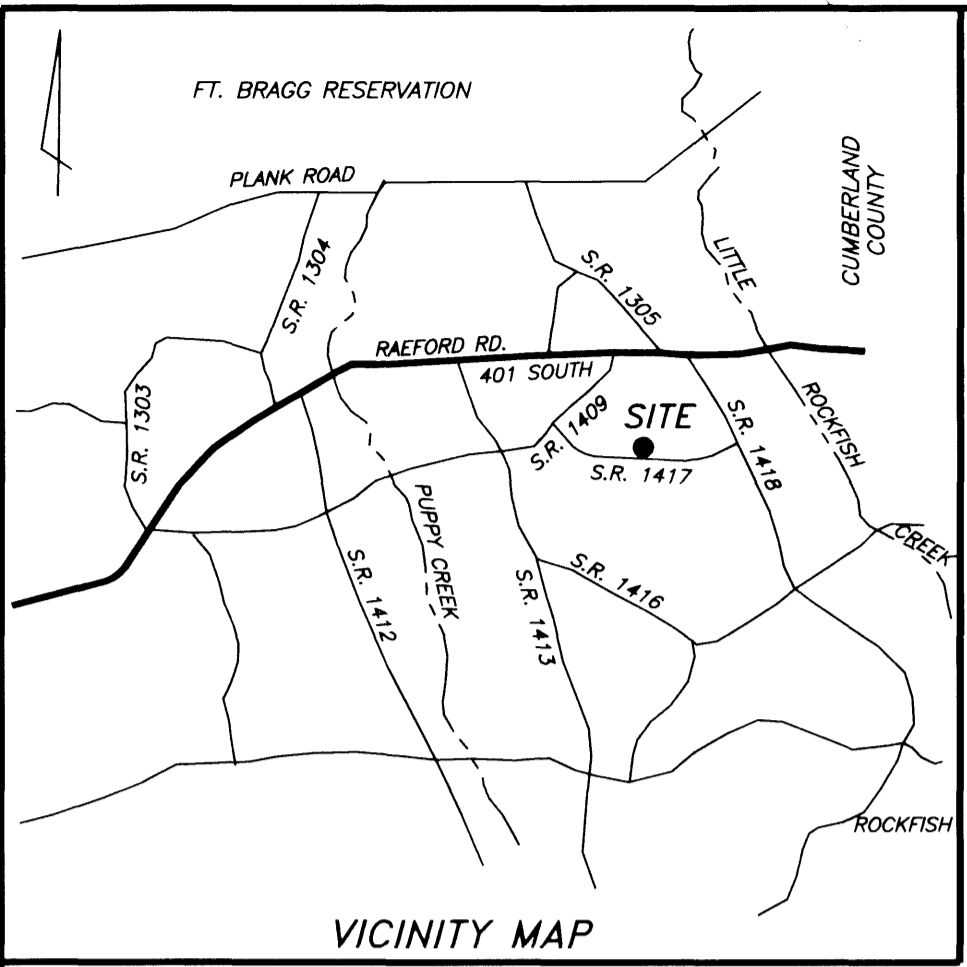 FT. BRAGG RESERVATION
CUMBERLAND
COUNTY
PLANK ROAD
S.R. 1304
LITTLE
S.R. 1305
RAEFORD RD.
401 SOUTH
S.R. 1303
S.R. 1409
SITE
S.R. 1417
S.R. 1418
ROCKFISH
CREEK
PUPPY CREEK
S.R. 1412
S.R. 1413
S.R. 1416
ROCKFISH
VICINITY MAP